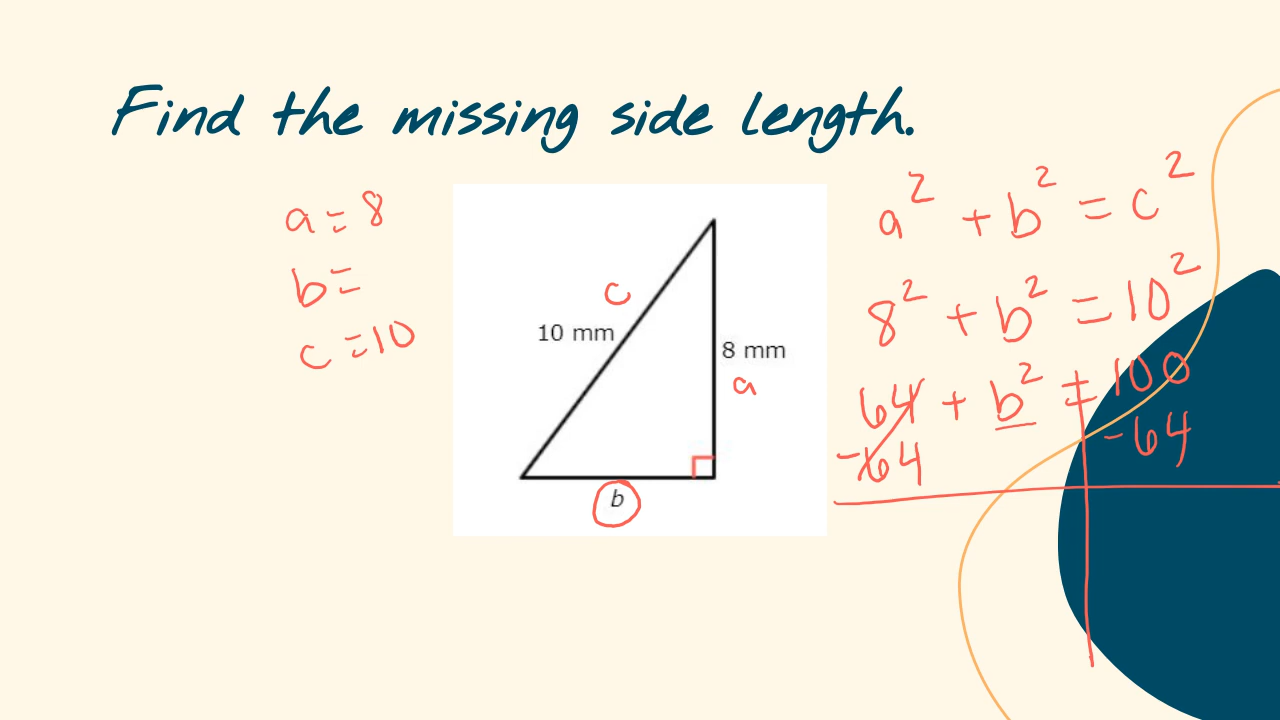 Find the missing side length.
a = 8
b =
c = 10
c
10 mm
8 mm
a
b
a² + b² = c²
8² + b² = 10²
64 + b² = 100
-64 -64